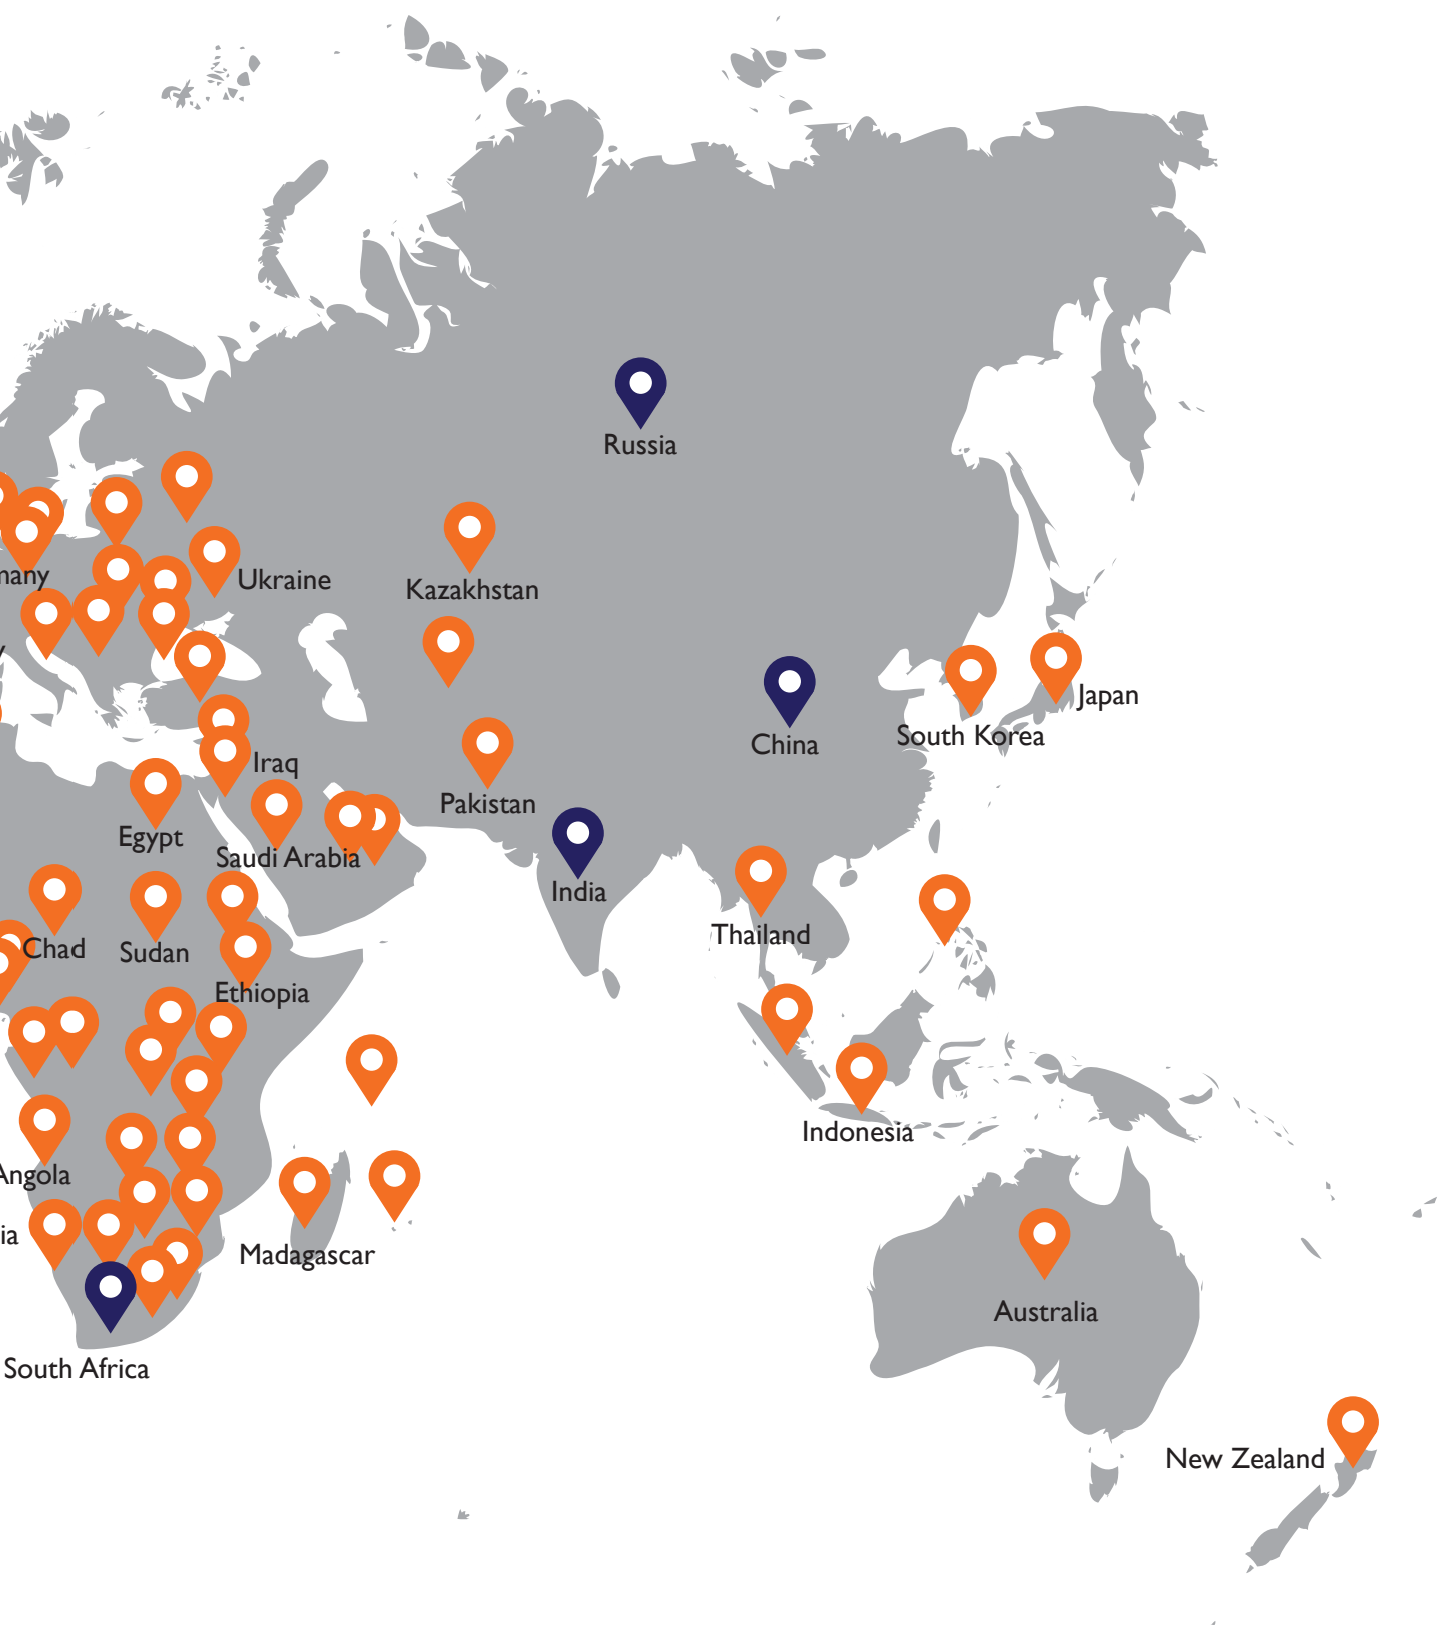 Russia
many
Ukraine
Kazakhstan
y
Japan
South Korea
China
Iraq
Pakistan
Egypt
Saudi Arabia
India
Thailand
Chad
Sudan
Ethiopia
Indonesia
Angola
ia
Madagascar
Australia
South Africa
New Zealand